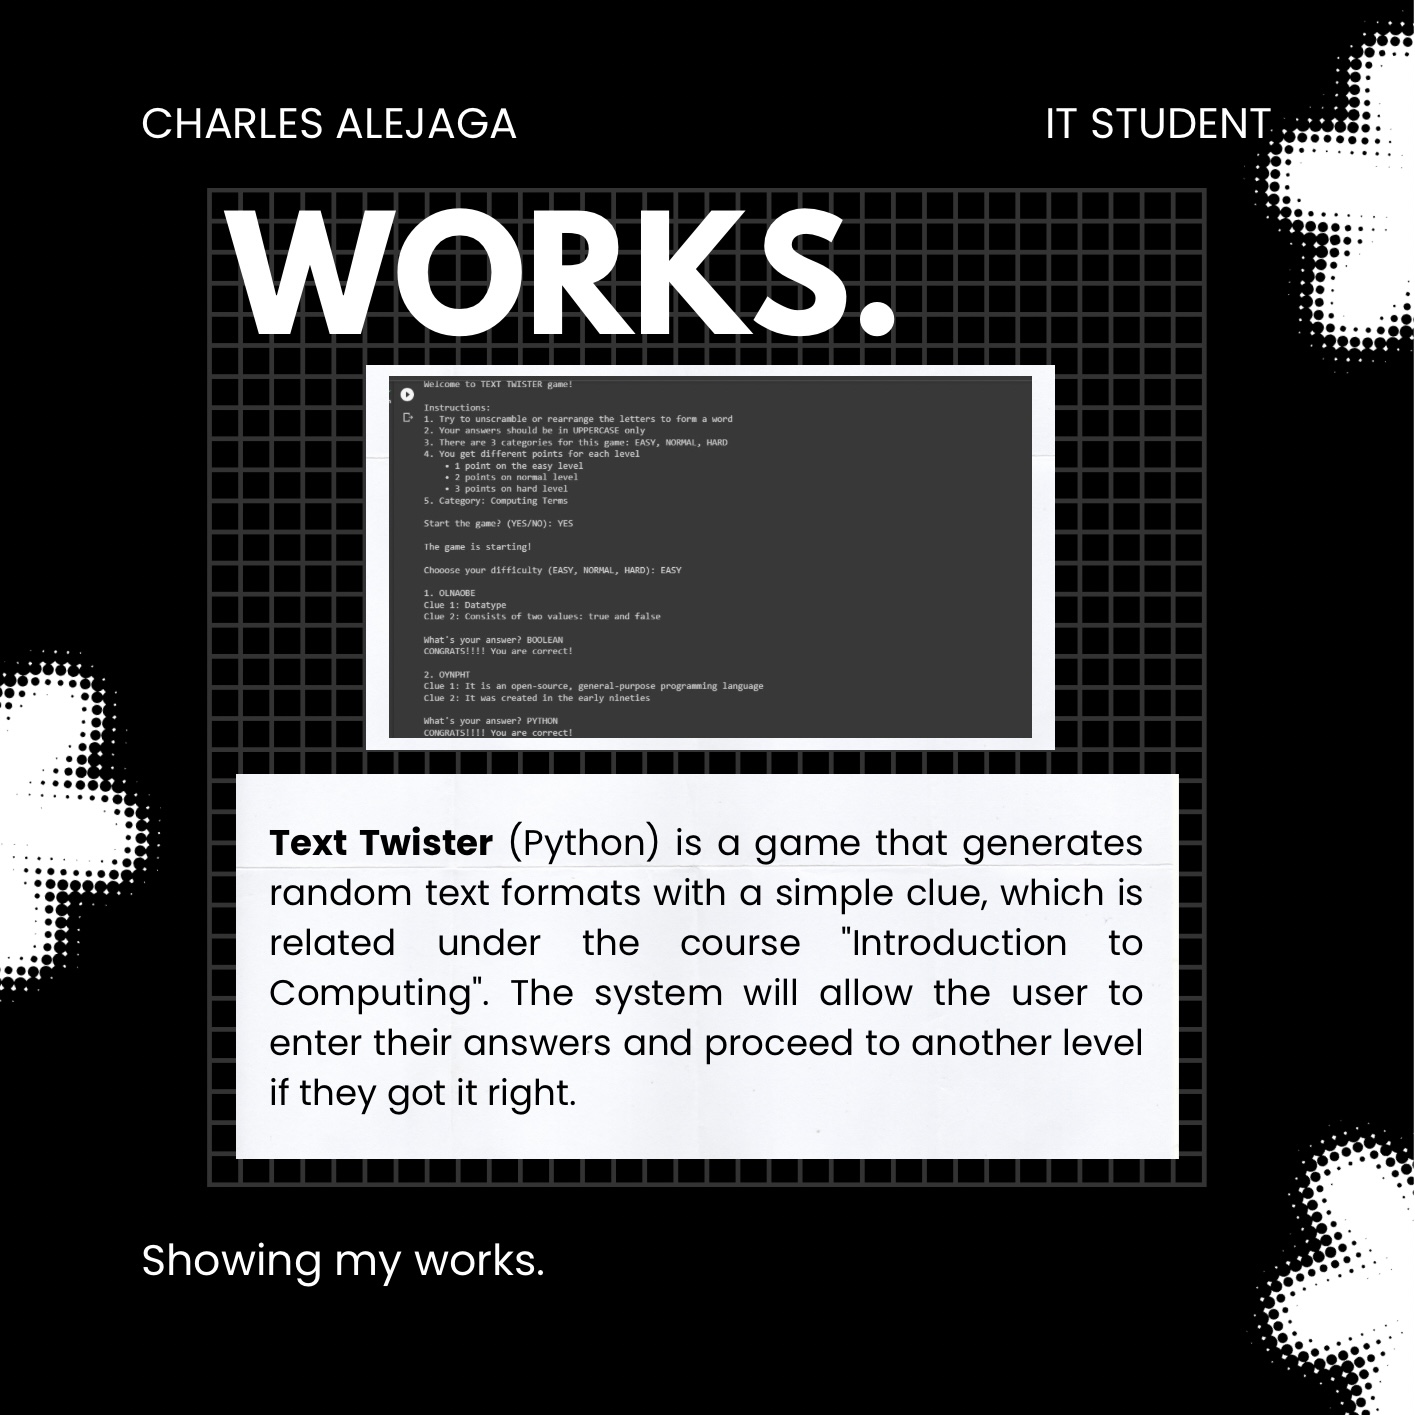 CHARLES ALEJAGA
IT STUDENT
WORKS.
Welcome to TEXT TWISTER game!
Instructions:
1. Try to unscramble or rearrange the letters to form a word
2. Your answers should be in UPPERCASE only
3. There are 3 categories for this game: EASY, NORMAL, HARD
4. You get different points for each level
• 1 point on the easy level
• 2 points on normal level
• 3 points on hard level
5. Category: Computing Terms
Start the game? (YES/NO): YES
The game is starting!
Chooose your difficulty (EASY, NORMAL, HARD): EASY
1. OLNAOBE
Clue 1: Datatype
Clue 2: Consists of two values: true and false
What's your answer? BOOLEAN
CONGRATS!!!! You are correct!
2. OYNPHT
Clue 1: It is an open-source, general-purpose programming language
Clue 2: It was created in the early nineties
What's your answer? PYTHON
CONGRATS!!!! You are correct!
Text Twister (Python) is a game that generates
random text formats with a simple clue, which is
related under the course "Introduction to
Computing". The system will allow the user to
enter their answers and proceed to another level
if they got it right.
Showing my works.